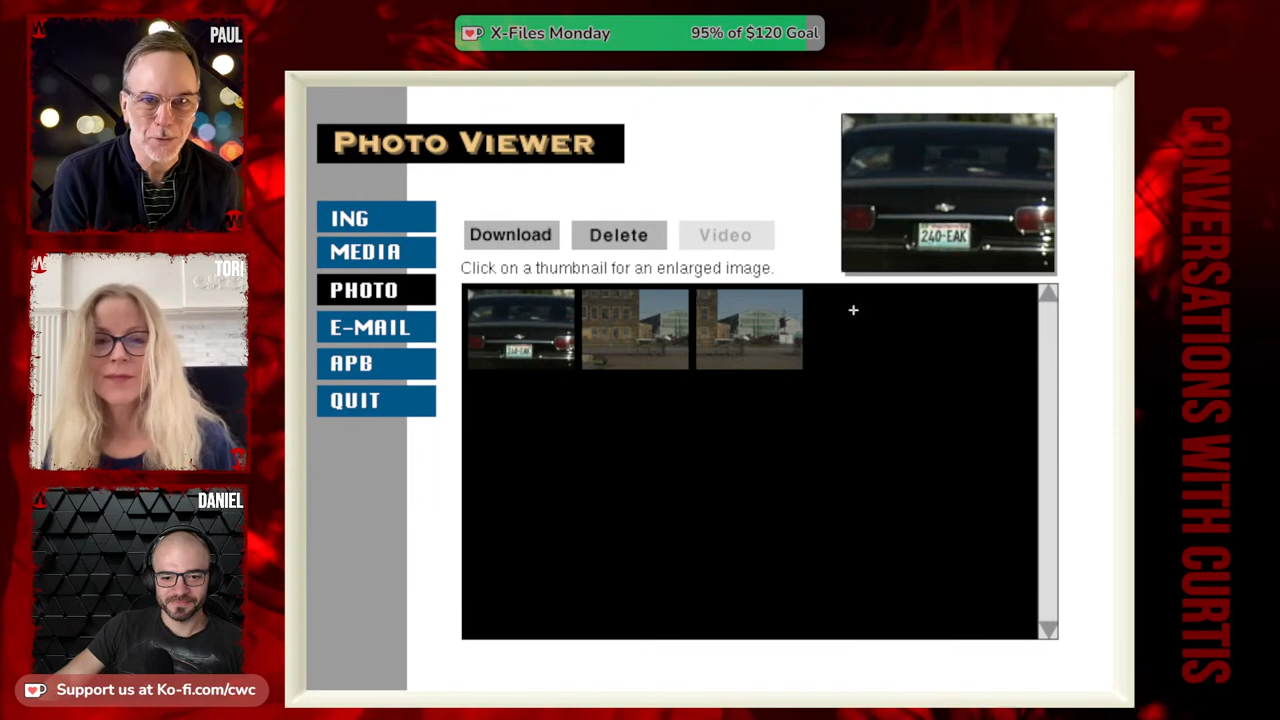 X-Files Monday 95% of $120 Goal
PAUL
TORI
DANIEL
Support us at Ko-fi.com/cwc
PHOTO VIEWER
ING
MEDIA
PHOTO
E-MAIL
APB
QUIT
Download Delete Video
Click on a thumbnail for an enlarged image.
240-EAK
240-EAK
CONVERSATIONS WITH CURTIS